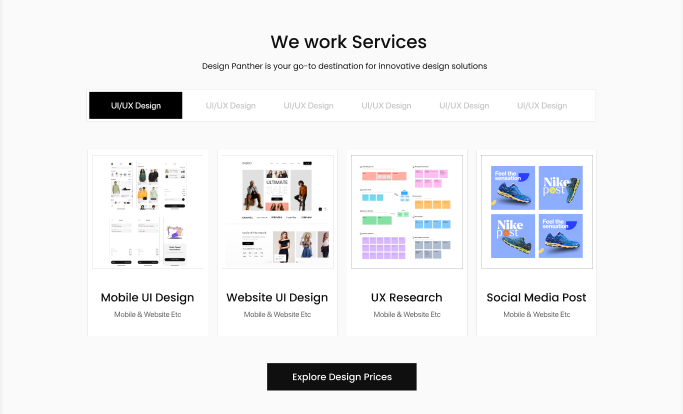 We work Services
Design Panther is your go-to destination for innovative design solutions
UI/UX Design UI/UX Design UI/UX Design UI/UX Design UI/UX Design UI/UX Design
ULTIMATE
Feel the
sensation
Nike
post
Nike
post
Feel the
sensation
Mobile UI Design
Mobile & Website Etc
Website UI Design
Mobile & Website Etc
UX Research
Mobile & Website Etc
Social Media Post
Mobile & Website Etc
Explore Design Prices